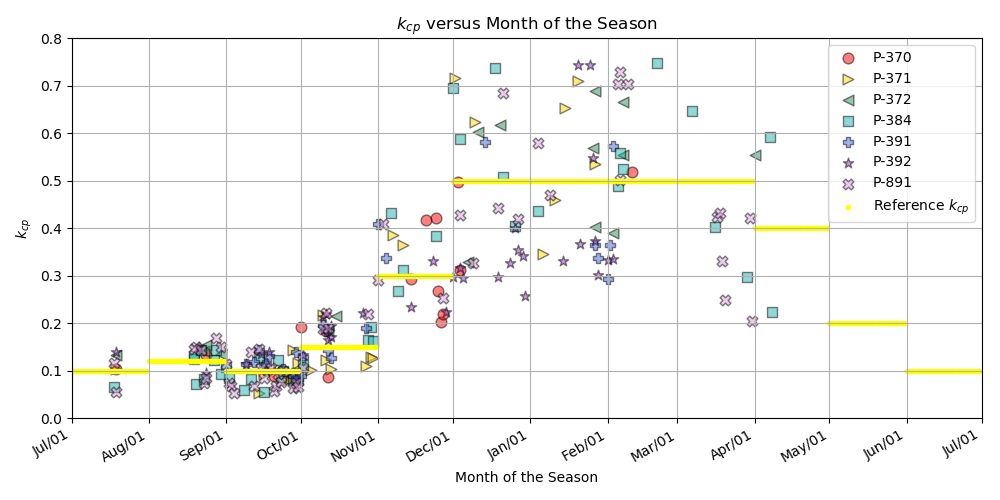 k_cp versus Month of the Season
0.8
0.7
0.6
0.5
0.4
0.3
0.2
0.1
0.0
k_cp
Jul/01
Aug/01
Sep/01
Oct/01
Nov/01
Dec/01
Jan/01
Feb/01
Mar/01
Apr/01
May/01
Jun/01
Jul/01
Month of the Season
P-370
P-371
P-372
P-384
P-391
P-392
P-891
Reference k_cp